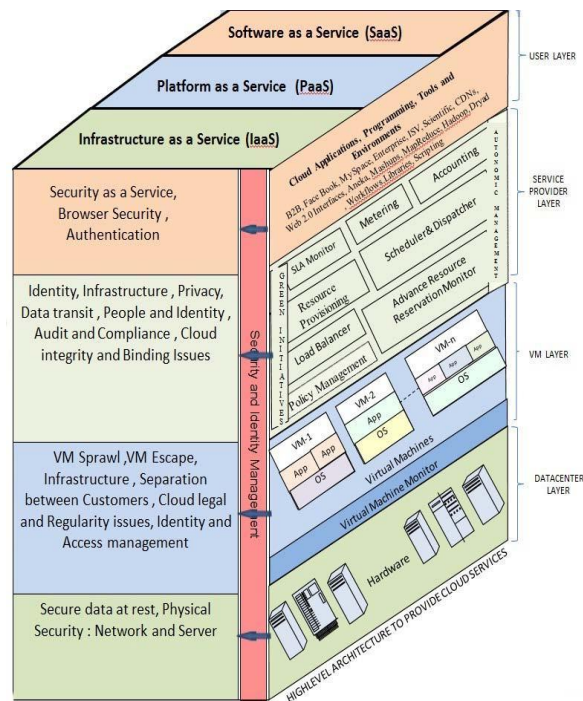 Software as a Service (SaaS)
Platform as a Service (PaaS)
Infrastructure as a Service (IaaS)
USER LAYER
SERVICE
PROVIDER
LAYER
VM LAYER
DATACENTER
LAYER
Security as a Service,
Browser Security ,
Authentication
Identity, Infrastructure , Privacy,
Data transit , People and Identity ,
Audit and Compliance , Cloud
integrity and Binding Issues
VM Sprawl ,VM Escape,
Infrastructure , Separation
between Customers , Cloud legal
and Regularity issues, Identity and
Access management
Secure data at rest, Physical
Security : Network and Server
Security and Identity Management
Cloud Applications, Programming, Tools and
Environments
B2B, Face Book, MySpace, Enterprise, ISV, Scientific, CDNs,
Web 2.0 Interfaces, Aneka, Mashups, MapReduce, Hadoop, Dryad
, Workflows, Libraries, Scripting
GREEN INITIATIVES
AUTONOMIC MANAGEMENT
SLA Monitor
Metering
Accounting
Resource
Provisioning
Scheduler& Dispatcher
Load Balancer
Advance Resource
Reservation Monitor
Policy Management
VM-1
App
App
OS
VM-2
App
OS
VM-n
App
App
App
OS
Virtual Machines
Virtual Machine Monitor
Hardware
HIGHLEVEL ARCHITECTURE TO PROVIDE CLOUD SERVICES